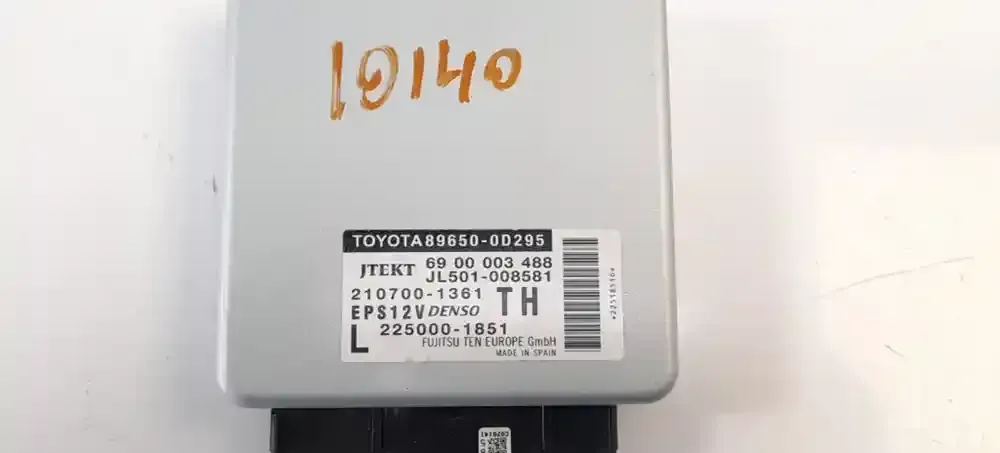 10140
TOYOTA89650-0D295
JTEKT 69 00 003 488
JL501-008581
210700-1361 TH
EPS12V DENSO
L 225000-1851
FUJITSU TEN EUROPE GmbH
MADE IN SPAIN